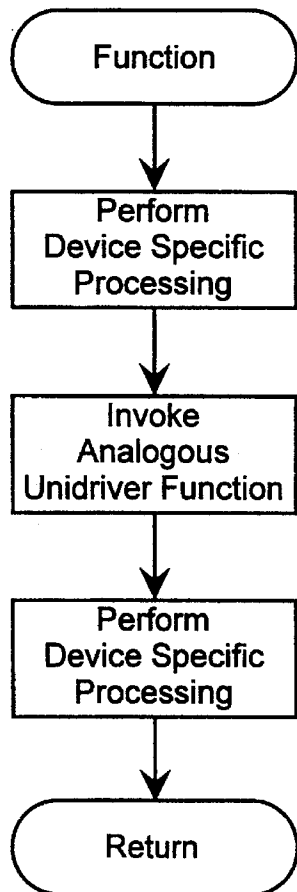 Function
Perform
Device Specific
Processing
Invoke
Analogous
Unidriver Function
Perform
Device Specific
Processing
Return